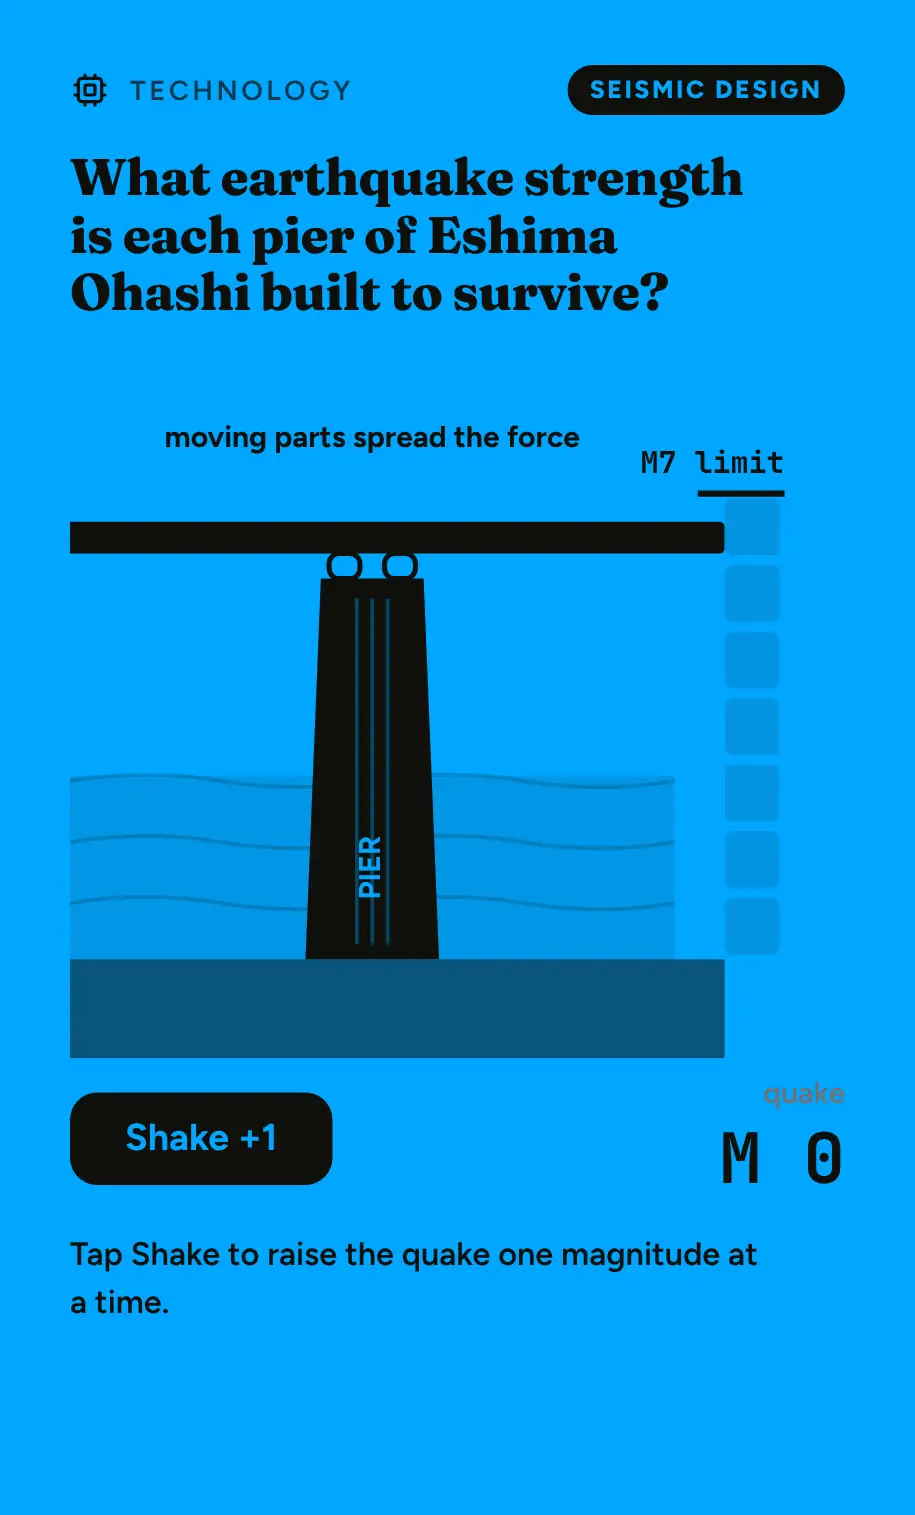 TECHNOLOGY
SEISMIC DESIGN
What earthquake strength
is each pier of Eshima
Ohashi built to survive?
moving parts spread the force
M7 limit
PIER
quake
Shake +1
M 0
Tap Shake to raise the quake one magnitude at
a time.